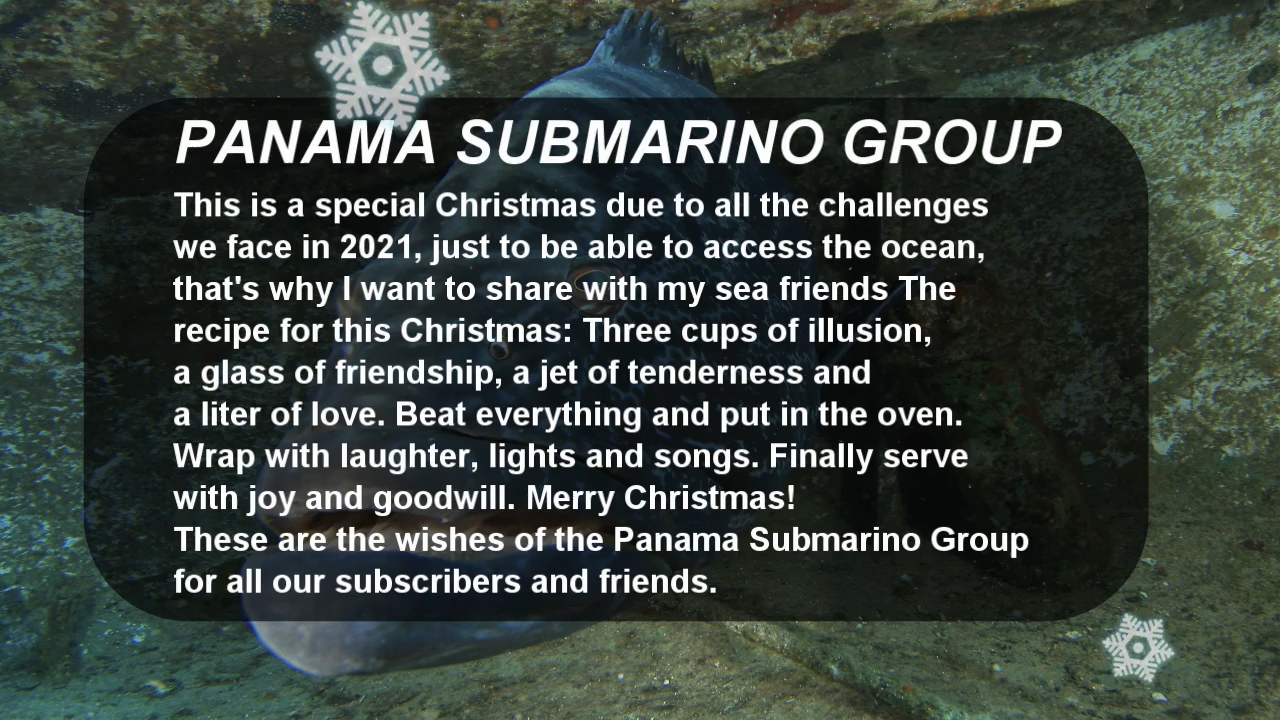 PANAMA SUBMARINO GROUP
This is a special Christmas due to all the challenges
we face in 2021, just to be able to access the ocean,
that's why I want to share with my sea friends The
recipe for this Christmas: Three cups of illusion,
a glass of friendship, a jet of tenderness and
a liter of love. Beat everything and put in the oven.
Wrap with laughter, lights and songs. Finally serve
with joy and goodwill. Merry Christmas!
These are the wishes of the Panama Submarino Group
for all our subscribers and friends.